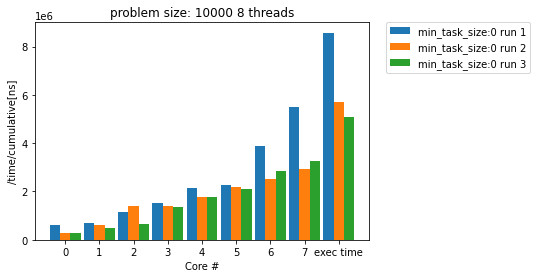 problem size: 10000 8 threads
1e6
8
6
4
2
0
/time/cumulative[ns]
0 1 2 3 4 5 6 7 exec time
Core #
min_task_size:0 run 1
min_task_size:0 run 2
min_task_size:0 run 3